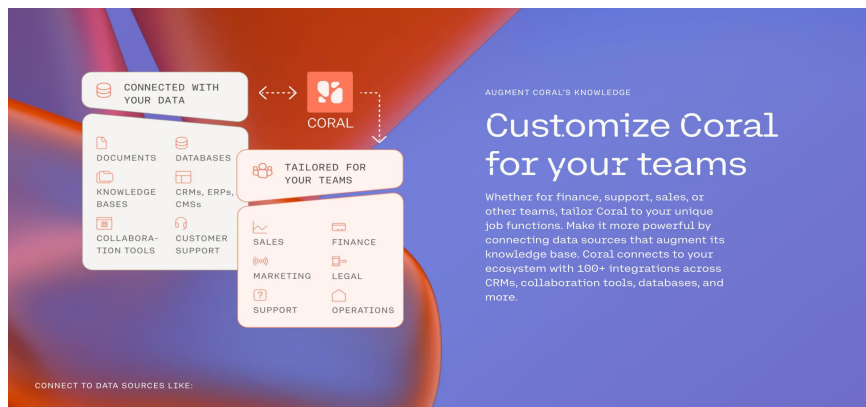 CONNECTED WITH
YOUR DATA
CORAL
DOCUMENTS
DATABASES
KNOWLEDGE
BASES
CRMs, ERPs,
CMSs
COLLABORA-
TION TOOLS
CUSTOMER
SUPPORT
TAILORED FOR
YOUR TEAMS
SALES
FINANCE
MARKETING
LEGAL
SUPPORT
OPERATIONS
AUGMENT CORAL'S KNOWLEDGE
Customize Coral
for your teams
Whether for finance, support, sales, or
other teams, tailor Coral to your unique
job functions. Make it more powerful by
connecting data sources that augment its
knowledge base. Coral connects to your
ecosystem with 100+ integrations across
CRMs, collaboration tools, databases, and
more.
CONNECT TO DATA SOURCES LIKE: